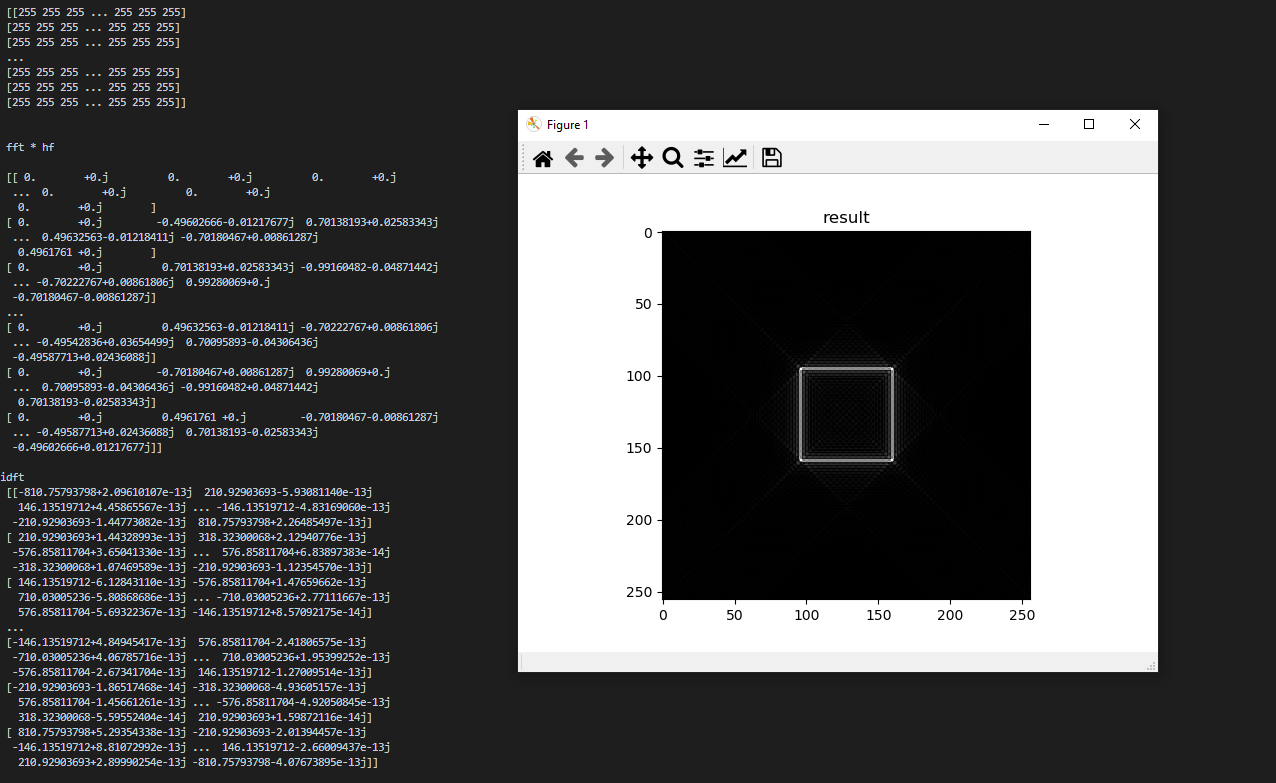 [[255 255 255 ... 255 255 255]
[255 255 255 ... 255 255 255]
[255 255 255 ... 255 255 255]
...
[255 255 255 ... 255 255 255]
[255 255 255 ... 255 255 255]
[255 255 255 ... 255 255 255]]
fft * hf
[[ 0. +0.j 0. +0.j 0. +0.j
... 0. +0.j 0. +0.j
0. +0.j ]
[ 0. +0.j -0.49602666-0.01217677j 0.70138193+0.02583343j
... 0.49632563-0.01218411j -0.70180467+0.00861287j
0.4961761 +0.j ]
[ 0. +0.j 0.70138193+0.02583343j -0.99160482-0.04871442j
... -0.70222767+0.00861806j 0.99280069+0.j
-0.70180467-0.00861287j]
...
[ 0. +0.j 0.49632563-0.01218411j -0.70222767+0.00861806j
... -0.49542836+0.03654499j 0.70095893-0.04306436j
-0.49587713+0.02436088j]
[ 0. +0.j -0.70180467+0.00861287j 0.99280069+0.j
... 0.70095893-0.04306436j -0.99160482+0.04871442j
0.70138193-0.02583343j]
[ 0. +0.j 0.4961761 +0.j -0.70180467-0.00861287j
... -0.49587713+0.02436088j 0.70138193-0.02583343j
-0.49602666+0.01217677j]]
idft
[[-810.75793798+2.09610107e-13j 210.92903693-5.93081140e-13j
146.13519712+4.45865567e-13j ... -146.13519712-4.83169060e-13j
-210.92903693-1.44773082e-13j 810.75793798+2.26485497e-13j]
[ 210.92903693+1.44328993e-13j 318.32300068+2.12940776e-13j
-576.85811704+3.65041330e-13j ... 576.85811704+6.83897383e-14j
-318.32300068+1.07469589e-13j -210.92903693-1.12354570e-13j]
[ 146.13519712-6.12843110e-13j -576.85811704+1.47659662e-13j
710.03005236-5.80868686e-13j ... -710.03005236+2.77111667e-13j
576.85811704-5.69322367e-13j -146.13519712+8.57092175e-14j]
...
[-146.13519712+4.84945417e-13j 576.85811704-2.41806575e-13j
-710.03005236+4.06785716e-13j ... 710.03005236+1.95399252e-13j
-576.85811704-2.67341704e-13j 146.13519712-1.27009514e-13j]
[-210.92903693-1.86517468e-14j -318.32300068-4.93605157e-13j
576.85811704-1.45661261e-13j ... -576.85811704-4.92050845e-13j
318.32300068-5.59552404e-14j 210.92903693+1.59872116e-14j]
[ 810.75793798+5.29354338e-13j -210.92903693-2.01394457e-13j
-146.13519712+8.81072992e-13j ... 146.13519712-2.66009437e-13j
210.92903693+2.89990254e-13j -810.75793798-4.07673895e-13j]]
Figure 1
result
0
50
100
150
200
250
0 50 100 150 200 250